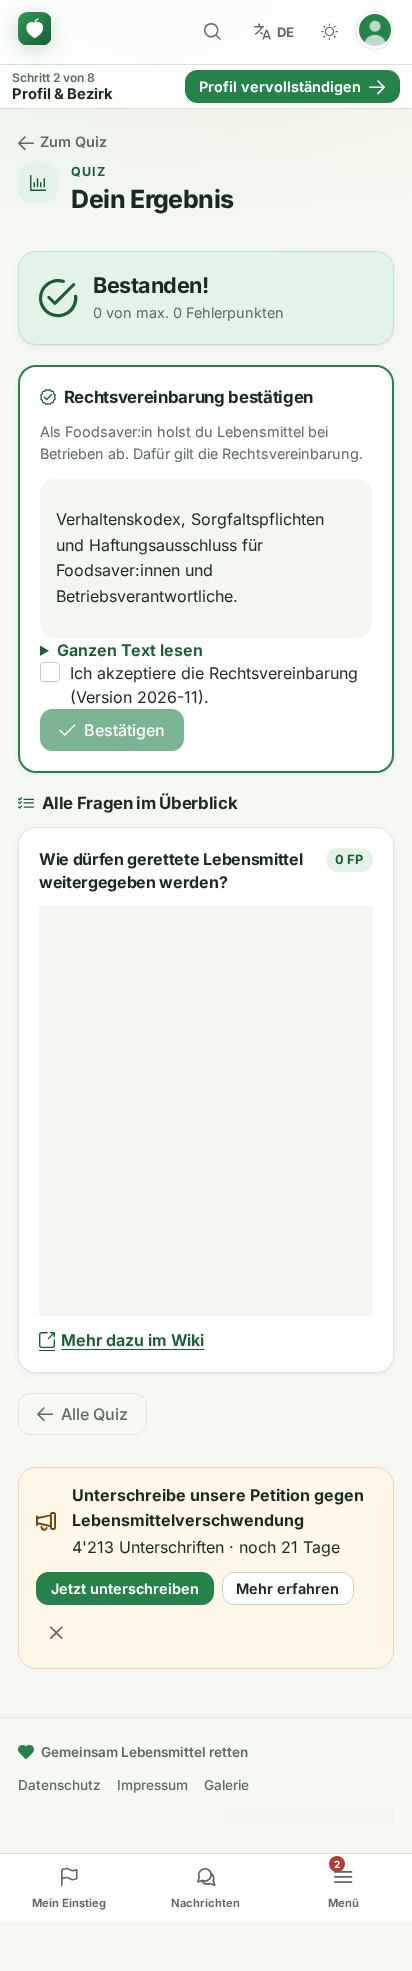 DE
Schritt 2 von 8
Profil & Bezirk
Profil vervollständigen
Zum Quiz
QUIZ
Dein Ergebnis
Bestanden!
0 von max. 0 Fehlerpunkten
Rechtsvereinbarung bestätigen
Als Foodsaver:in holst du Lebensmittel bei
Betrieben ab. Dafür gilt die Rechtsvereinbarung.
Verhaltenskodex, Sorgfaltspflichten
und Haftungsausschluss für
Foodsaver:innen und
Betriebsverantwortliche.
Ganzen Text lesen
Ich akzeptiere die Rechtsvereinbarung
(Version 2026-11).
Bestätigen
Alle Fragen im Überblick
Wie dürfen gerettete Lebensmittel
weitergegeben werden?
0 FP
Mehr dazu im Wiki
Alle Quiz
Unterschreibe unsere Petition gegen
Lebensmittelverschwendung
4'213 Unterschriften · noch 21 Tage
Jetzt unterschreiben
Mehr erfahren
Gemeinsam Lebensmittel retten
Datenschutz Impressum Galerie
2
Mein Einstieg Nachrichten Menü